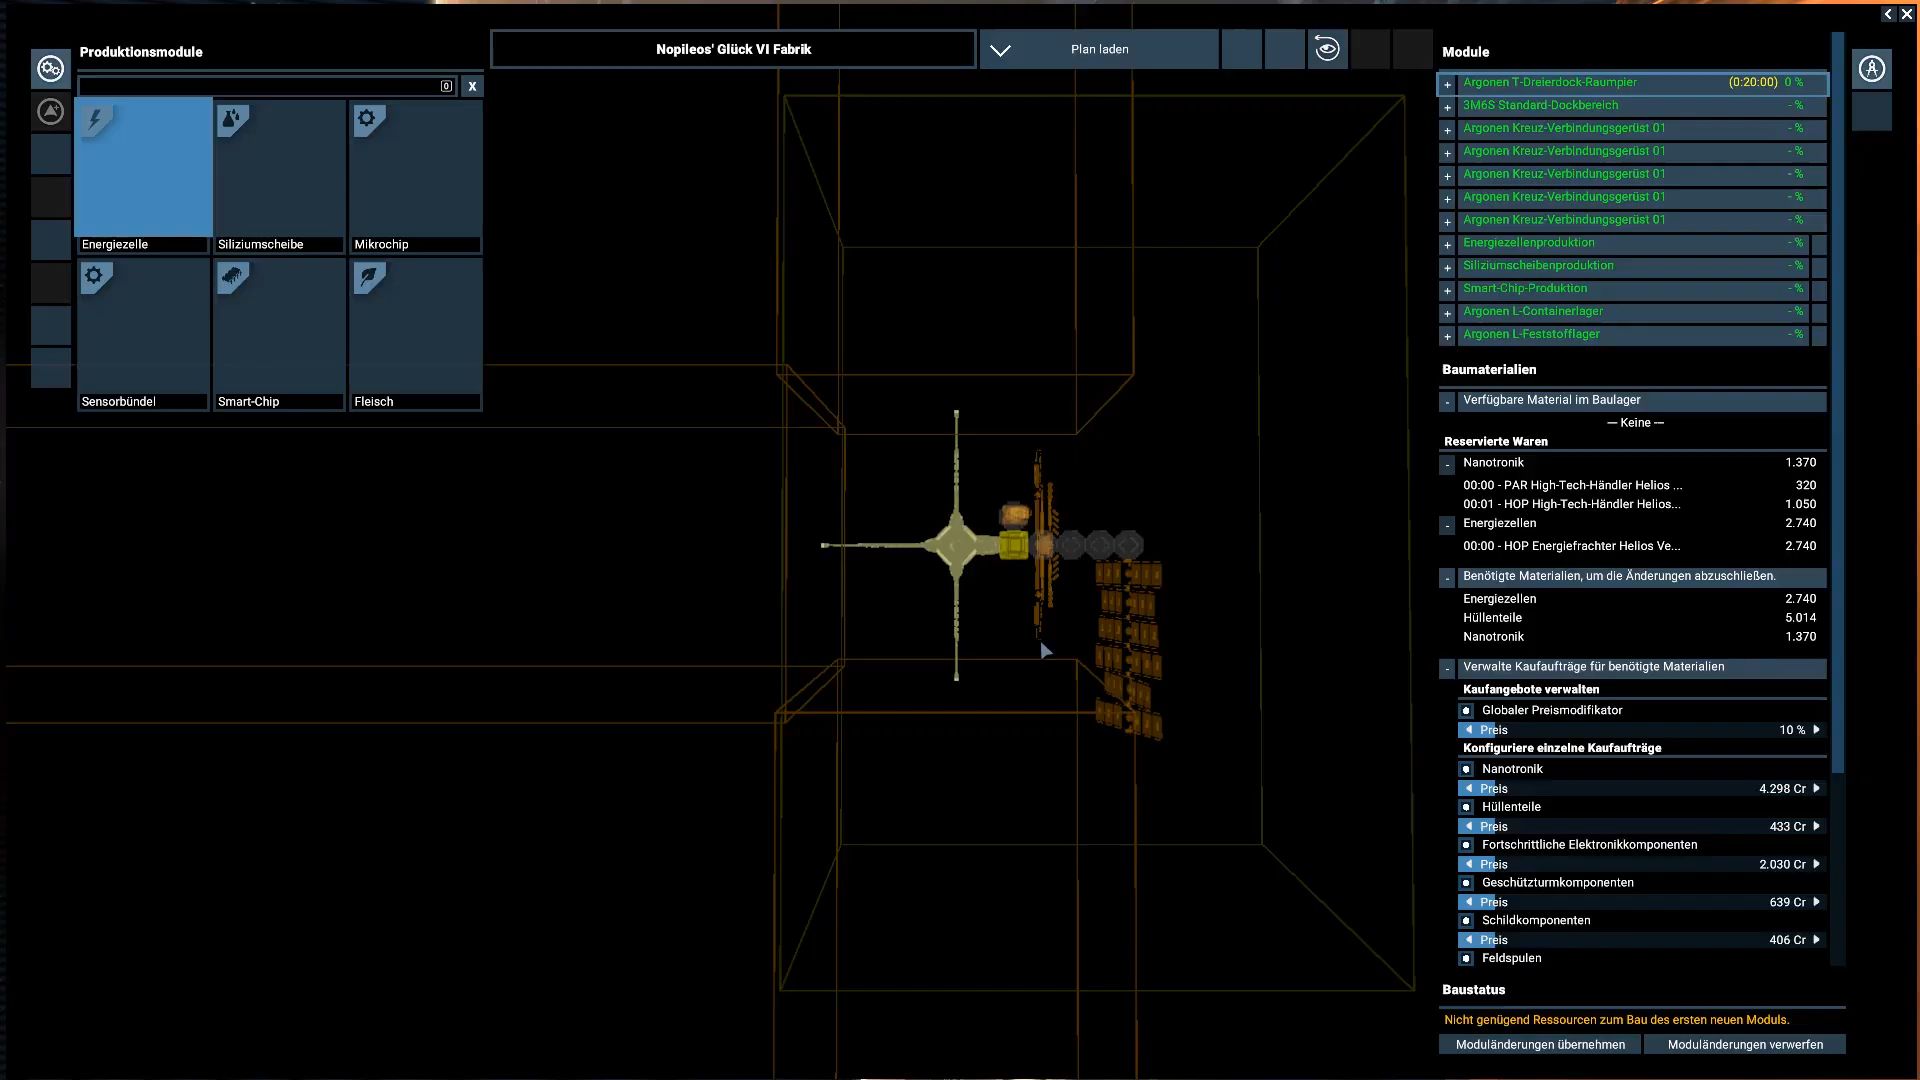 Produktionsmodule
0
X
Energiezelle
Siliziumscheibe
Mikrochip
Sensorbündel
Smart-Chip
Fleisch
Nopileos' Glück VI Fabrik
Plan laden
Module
+ Argonen T-Dreierdock-Raumpier (0:20:00) 0 %
+ 3M6S Standard-Dockbereich - %
+ Argonen Kreuz-Verbindungsgerüst 01 - %
+ Argonen Kreuz-Verbindungsgerüst 01 - %
+ Argonen Kreuz-Verbindungsgerüst 01 - %
+ Argonen Kreuz-Verbindungsgerüst 01 - %
+ Argonen Kreuz-Verbindungsgerüst 01 - %
+ Energiezellenproduktion - %
+ Siliziumscheibenproduktion - %
+ Smart-Chip-Produktion - %
+ Argonen L-Containerlager - %
+ Argonen L-Feststofflager - %
Baumaterialien
- Verfügbare Material im Baulager
--- Keine ---
Reservierte Waren
- Nanotronik 1.370
00:00 - PAR High-Tech-Händler Helios ... 320
00:01 - HOP High-Tech-Händler Helios... 1.050
- Energiezellen 2.740
00:00 - HOP Energiefrachter Helios Ve... 2.740
- Benötigte Materialien, um die Änderungen abzuschließen.
Energiezellen 2.740
Hüllenteile 5.014
Nanotronik 1.370
- Verwalte Kaufaufträge für benötigte Materialien
Kaufangebote verwalten
Globaler Preismodifikator
Preis 10 %
Konfiguriere einzelne Kaufaufträge
Nanotronik
Preis 4.298 Cr
Hüllenteile
Preis 433 Cr
Fortschrittliche Elektronikkomponenten
Preis 2.030 Cr
Geschützturmkomponenten
Preis 639 Cr
Schildkomponenten
Preis 406 Cr
Feldspulen
Baustatus
Nicht genügend Ressourcen zum Bau des ersten neuen Moduls.
Moduländerungen übernehmen
Moduländerungen verwerfen